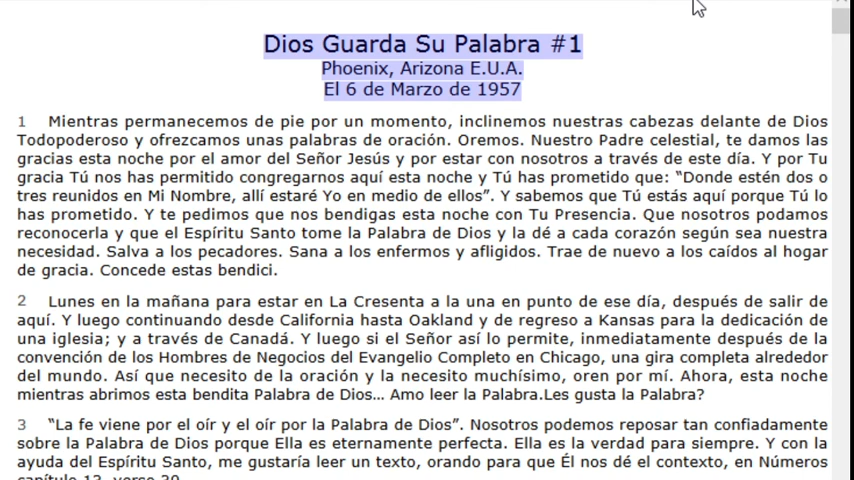 Dios Guarda Su Palabra #1
Phoenix, Arizona E.U.A.
El 6 de Marzo de 1957
1 Mientras permanecemos de pie por un momento, inclinemos nuestras cabezas delante de Dios
Todopoderoso y ofrezcamos unas palabras de oración. Oremos. Nuestro Padre celestial, te damos las
gracias esta noche por el amor del Señor Jesús y por estar con nosotros a través de este día. Y por Tu
gracia Tú nos has permitido congregarnos aquí esta noche y Tú has prometido que: “Donde estén dos o
tres reunidos en Mi Nombre, allí estaré Yo en medio de ellos”. Y sabemos que Tú estás aquí porque Tú lo
has prometido. Y te pedimos que nos bendigas esta noche con Tu Presencia. Que nosotros podamos
reconocerla y que el Espíritu Santo tome la Palabra de Dios y la dé a cada corazón según sea nuestra
necesidad. Salva a los pecadores. Sana a los enfermos y afligidos. Trae de nuevo a los caídos al hogar
de gracia. Concede estas bendici.
2 Lunes en la mañana para estar en La Cresenta a la una en punto de ese día, después de salir de
aquí. Y luego continuando desde California hasta Oakland y de regreso a Kansas para la dedicación de
una iglesia; y a través de Canadá. Y luego si el Señor así lo permite, inmediatamente después de la
convención de los Hombres de Negocios del Evangelio Completo en Chicago, una gira completa alrededor
del mundo. Así que necesito de la oración y la necesito muchísimo, oren por mí. Ahora, esta noche
mientras abrimos esta bendita Palabra de Dios... Amo leer la Palabra.Les gusta la Palabra?
3 “La fe viene por el oír y el oír por la Palabra de Dios”. Nosotros podemos reposar tan confiadamente
sobre la Palabra de Dios porque Ella es eternamente perfecta. Ella es la verdad para siempre. Y con la
ayuda del Espíritu Santo, me gustaría leer un texto, orando para que Él nos dé el contexto, en Números
capítulo 13, verso 30